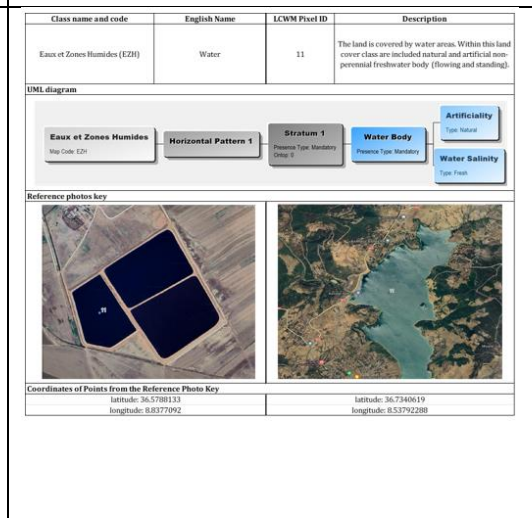 Class name and code English Name LCWM Pixel ID Description
Eaux et Zones Humides (EZH) Water 11 The land is covered by water areas. Within this land
cover class are included natural and artificial non-
perennial freshwater body (flowing and standing).
UML diagram
Eaux et Zones Humides
Map Code: EZH
Horizontal Pattern 1
Stratum 1
Presence Type: Mandatory
Ontop: 0
Water Body
Presence Type: Mandatory
Artificiality
Type: Natural
Water Salinity
Type: Fresh
Reference photos key
Coordinates of Points from the Reference Photo Key
latitude: 36.5788133 latitude: 36.7340619
longitude: 8.8377092 longitude: 8.53792288